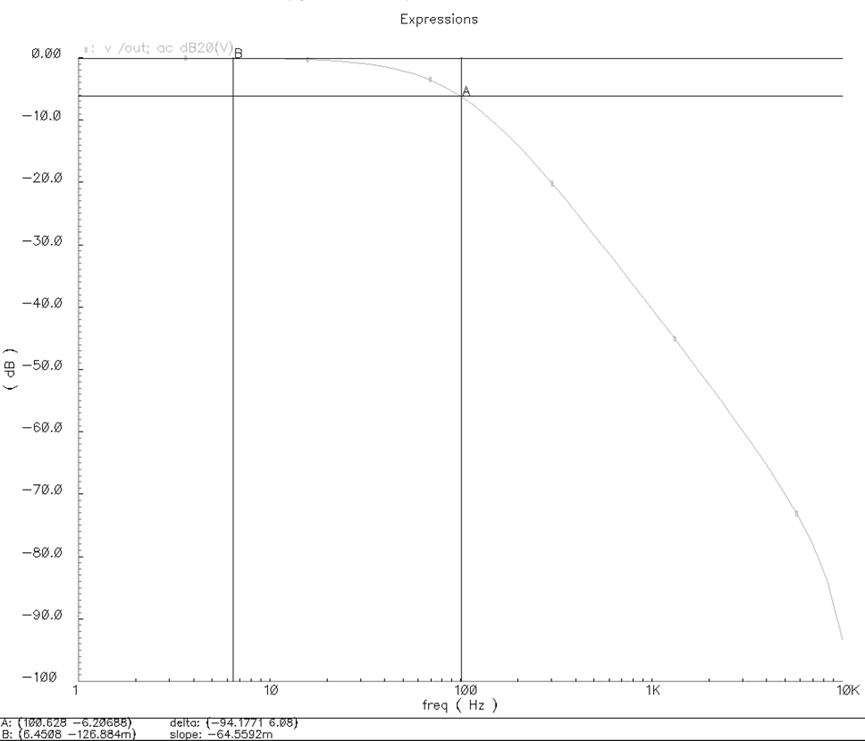 Expressions
▯: v /out; ac dB20(V)
B
A
0.00
-10.0
-20.0
-30.0
-40.0
-50.0
-60.0
-70.0
-80.0
-90.0
-100
( dB )
1 10 100 1K 10K
freq ( Hz )
A: (100.628 -6.20688) delta: (-94.1771 6.08)
B: (6.4508 -126.884m) slope: -64.5592m